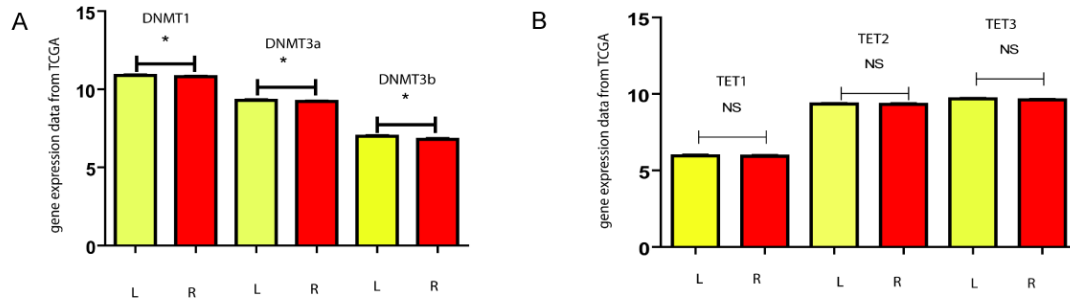 A
gene expression data from TCGA
15
10
5
0
DNMT1
*
DNMT3a
*
DNMT3b
*
L R L R L R
B
gene expression data from TCGA
15
10
5
0
TET1
NS
TET2
NS
TET3
NS
L R L R L R